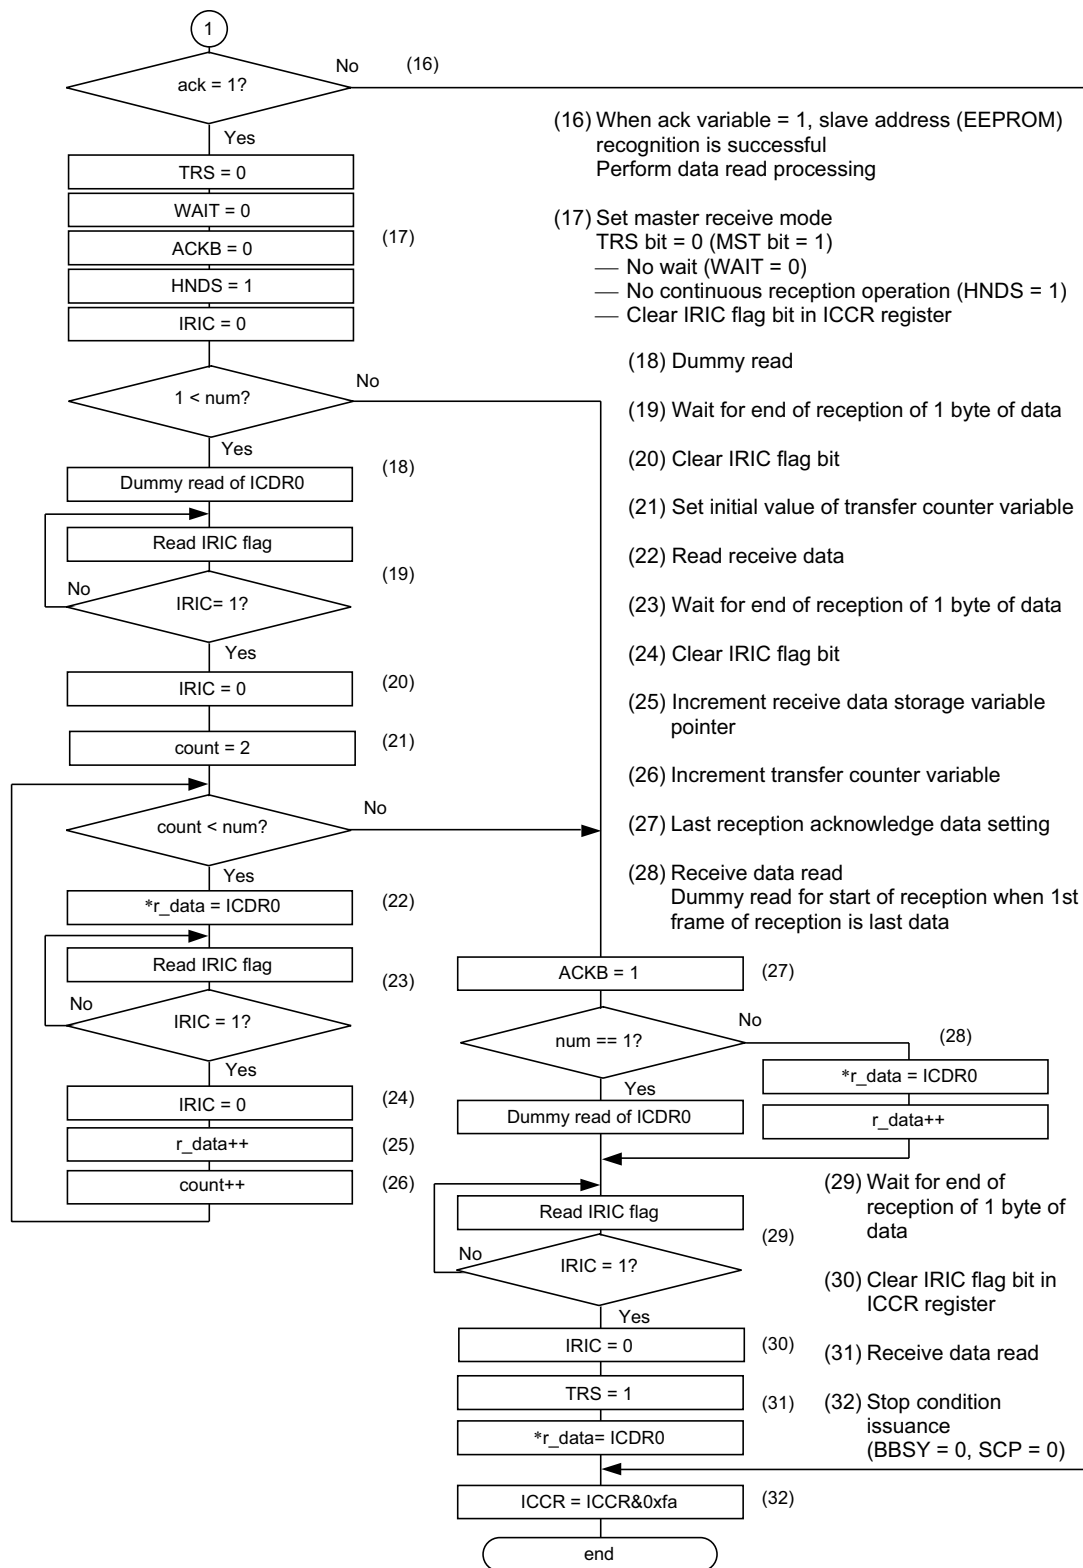 1
ack = 1?
No
(16)
Yes
TRS = 0
WAIT = 0
ACKB = 0
HNDS = 1
IRIC = 0
(17)
1 < num?
No
Yes
Dummy read of ICDR0
(18)
Read IRIC flag
IRIC= 1?
No
(19)
Yes
IRIC = 0
(20)
count = 2
(21)
count < num?
No
Yes
*r_data = ICDR0
(22)
Read IRIC flag
(23)
No
IRIC = 1?
Yes
IRIC = 0
(24)
r_data++
(25)
count++
(26)
ACKB = 1
(27)
num == 1?
No
(28)
*r_data = ICDR0
r_data++
Yes
Dummy read of ICDR0
Read IRIC flag
(29)
No
IRIC = 1?
Yes
IRIC = 0
(30)
TRS = 1
(31)
*r_data= ICDR0
ICCR = ICCR&0xfa
(32)
end
(16) When ack variable = 1, slave address (EEPROM)
recognition is successful
Perform data read processing
(17) Set master receive mode
TRS bit = 0 (MST bit = 1)
— No wait (WAIT = 0)
— No continuous reception operation (HNDS = 1)
— Clear IRIC flag bit in ICCR register
(18) Dummy read
(19) Wait for end of reception of 1 byte of data
(20) Clear IRIC flag bit
(21) Set initial value of transfer counter variable
(22) Read receive data
(23) Wait for end of reception of 1 byte of data
(24) Clear IRIC flag bit
(25) Increment receive data storage variable
pointer
(26) Increment transfer counter variable
(27) Last reception acknowledge data setting
(28) Receive data read
Dummy read for start of reception when 1st
frame of reception is last data
(29) Wait for end of
reception of 1 byte of
data
(30) Clear IRIC flag bit in
ICCR register
(31) Receive data read
(32) Stop condition
issuance
(BBSY = 0, SCP = 0)